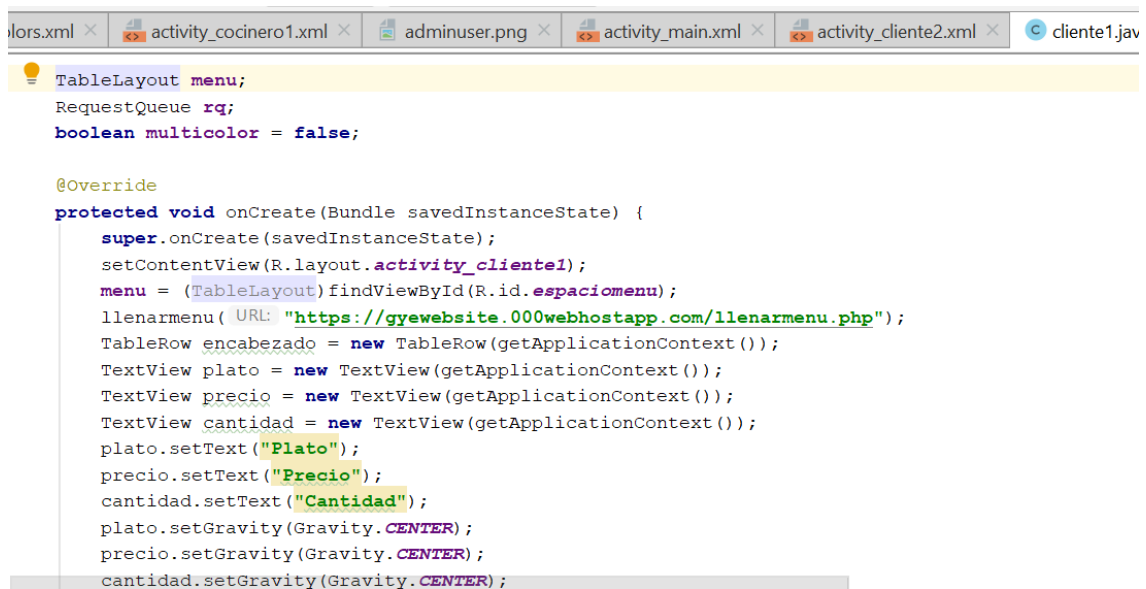 lors.xml activity_cocinero1.xml adminuser.png activity_main.xml activity_cliente2.xml cliente1.jav
TableLayout menu;
RequestQueue rq;
boolean multicolor = false;
@Override
protected void onCreate(Bundle savedInstanceState) {
super.onCreate(savedInstanceState);
setContentView(R.layout.activity_cliente1);
menu = (TableLayout)findViewById(R.id.espaciomenu);
llenarmenu( URL: "https://gyewebsite.000webhostapp.com/llenarmenu.php");
TableRow encabezado = new TableRow(getApplicationContext());
TextView plato = new TextView(getApplicationContext());
TextView precio = new TextView(getApplicationContext());
TextView cantidad = new TextView(getApplicationContext());
plato.setText("Plato");
precio.setText("Precio");
cantidad.setText("Cantidad");
plato.setGravity(Gravity.CENTER);
precio.setGravity(Gravity.CENTER);
cantidad.setGravity(Gravity.CENTER);